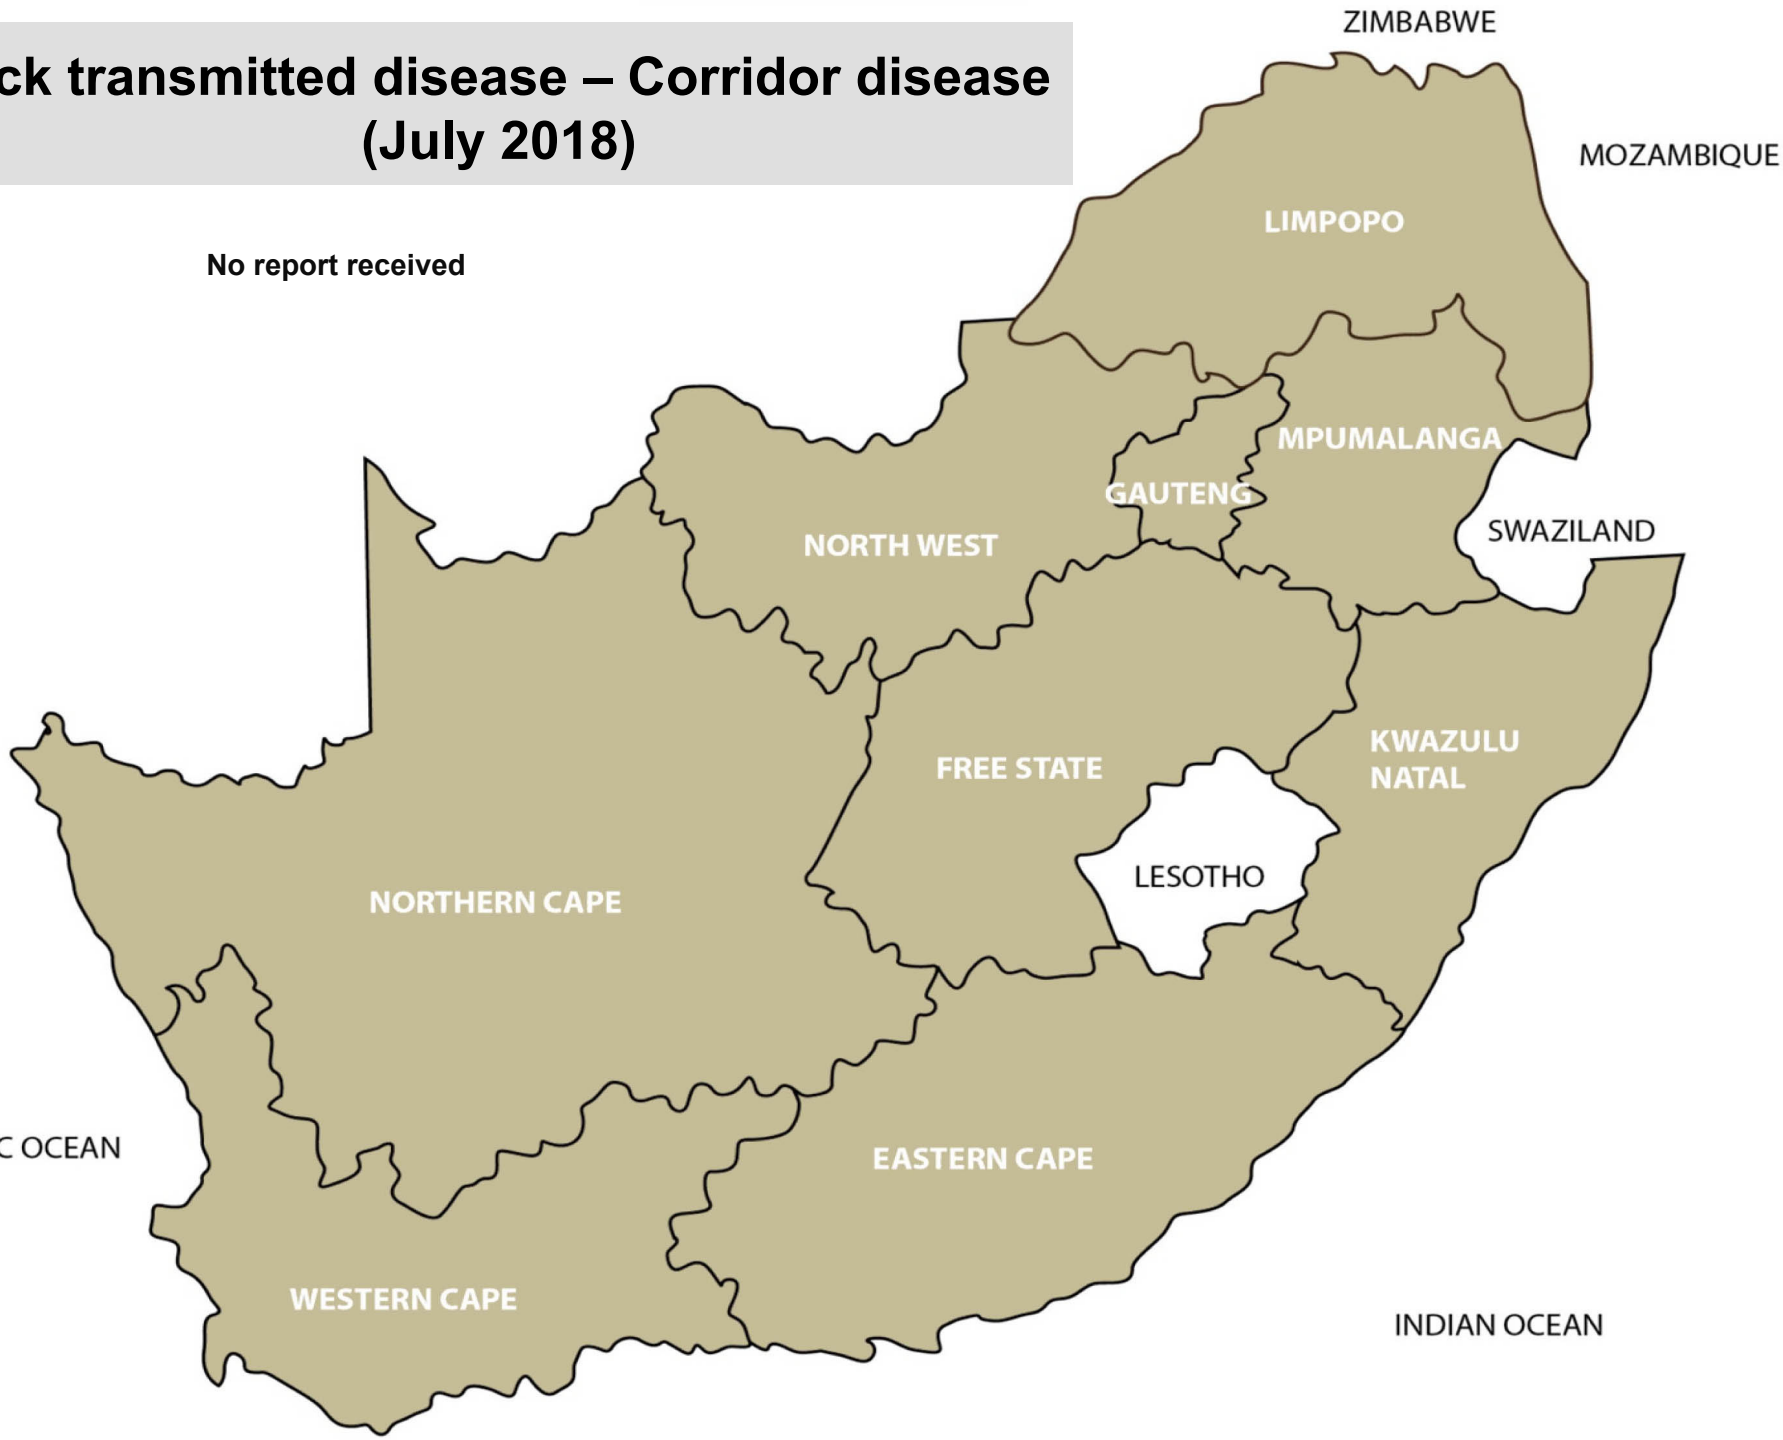 ZIMBABWE
ck transmitted disease – Corridor disease
(July 2018)
MOZAMBIQUE
LIMPOPO
No report received
MPUMALANGA
GAUTENG
SWAZILAND
NORTH WEST
KWAZULU
NATAL
FREE STATE
LESOTHO
NORTHERN CAPE
C OCEAN
EASTERN CAPE
WESTERN CAPE
INDIAN OCEAN